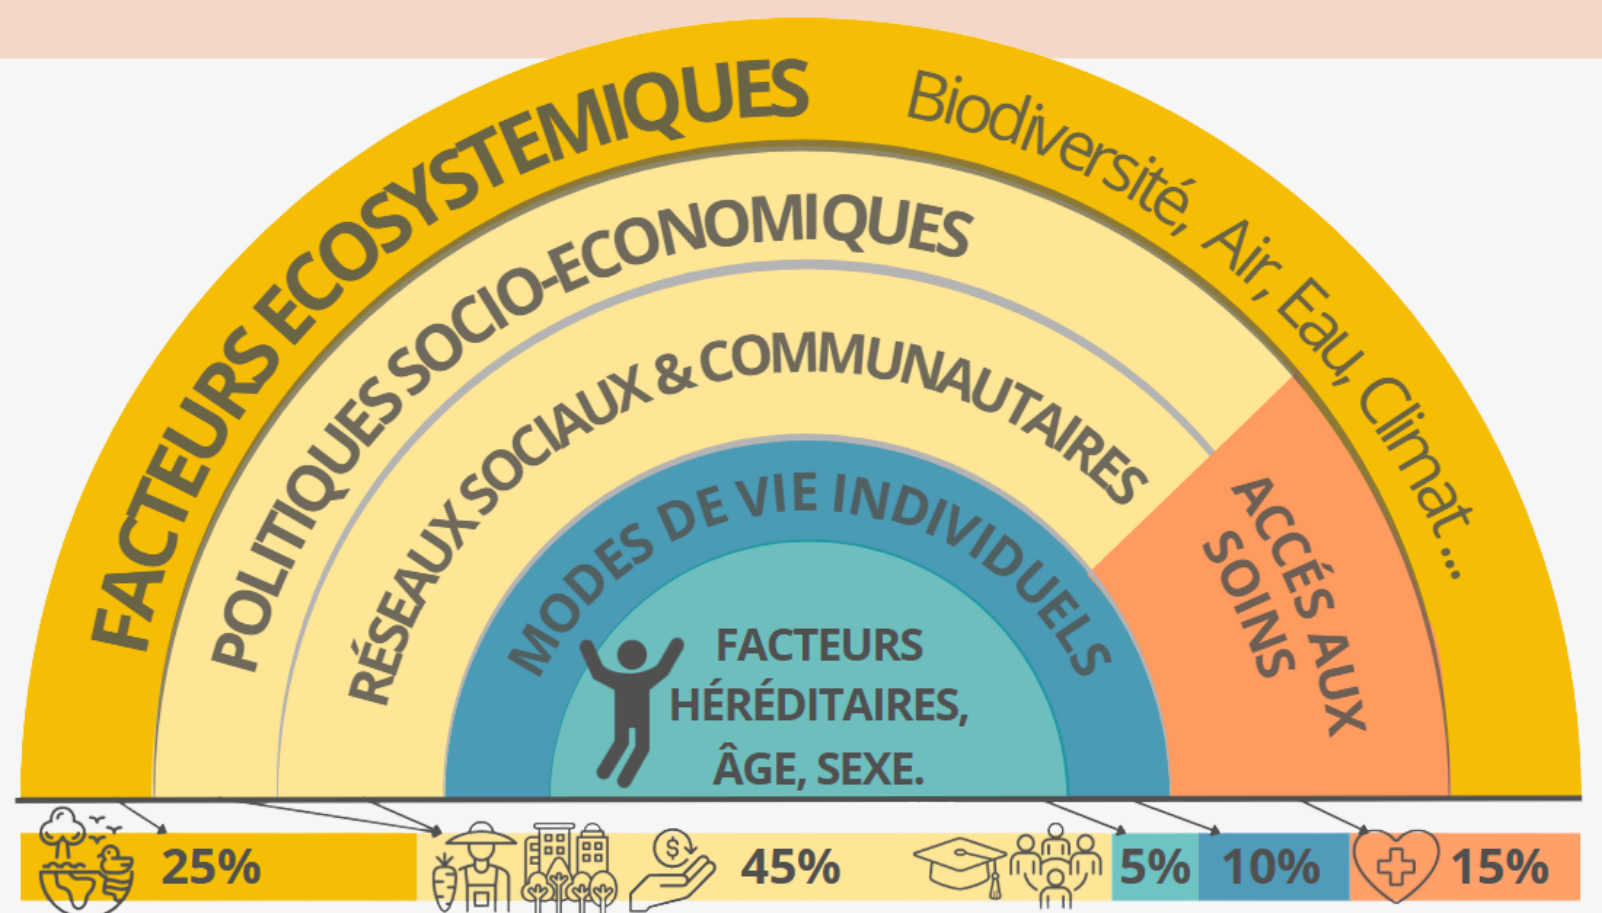 FACTEURS ECOSYSTEMIQUES
Biodiversité, Air, Eau, Climat ...
POLITIQUES SOCIO-ECONOMIQUES
RÉSEAUX SOCIAUX & COMMUNAUTAIRES
MODES DE VIE INDIVIDUELS
ACCÉS AUX
SOINS
FACTEURS
HÉRÉDITAIRES,
ÂGE, SEXE.
25%
45%
5%
10%
15%